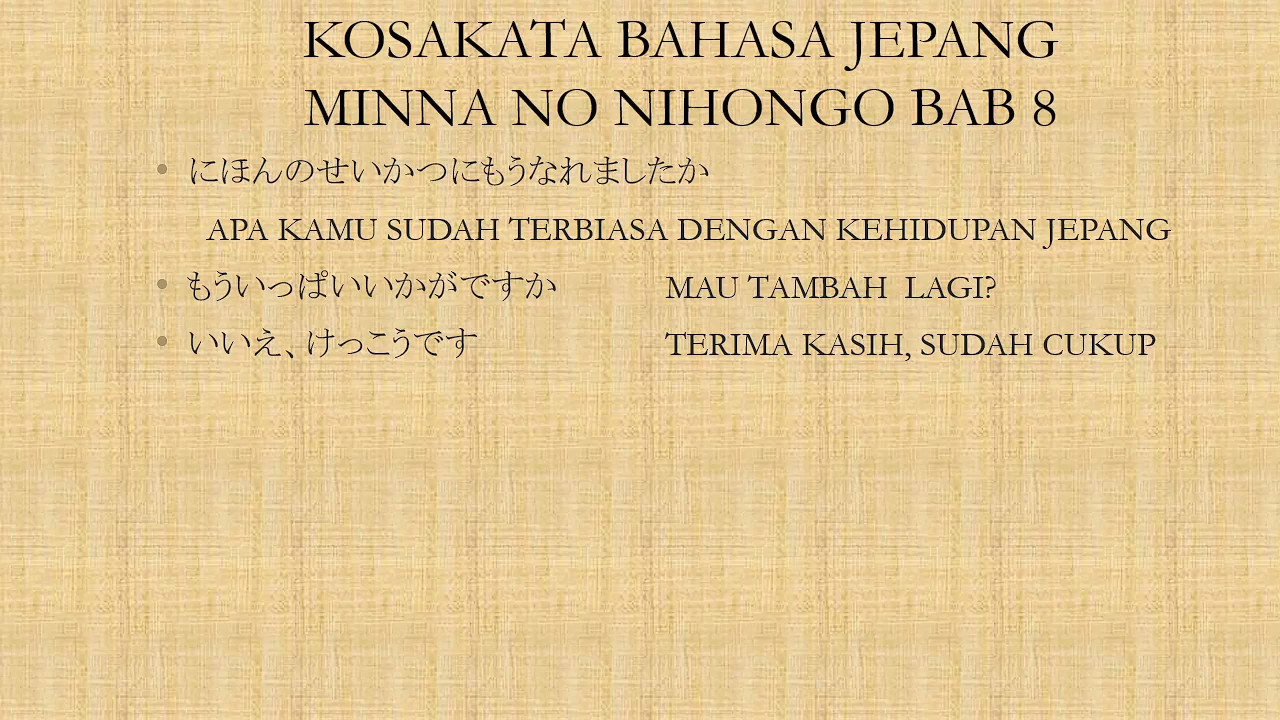 KOSAKATA BAHASA JEPANG
MINNA NO NIHONGO BAB 8
• にほんのせいかつにもうなれましたか
APA KAMU SUDAH TERBIASA DENGAN KEHIDUPAN JEPANG
• もういっぱいいかがですか MAU TAMBAH LAGI?
• いいえ、けっこうです TERIMA KASIH, SUDAH CUKUP